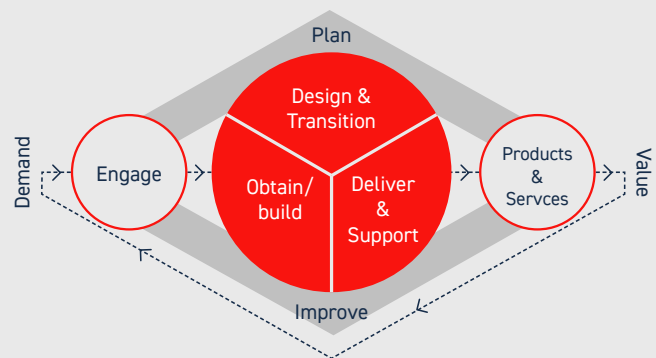 Plan
Design &
Transition
Demand
Engage
Obtain/
build
Deliver
&
Support
Products
&
Servces
Value
Improve